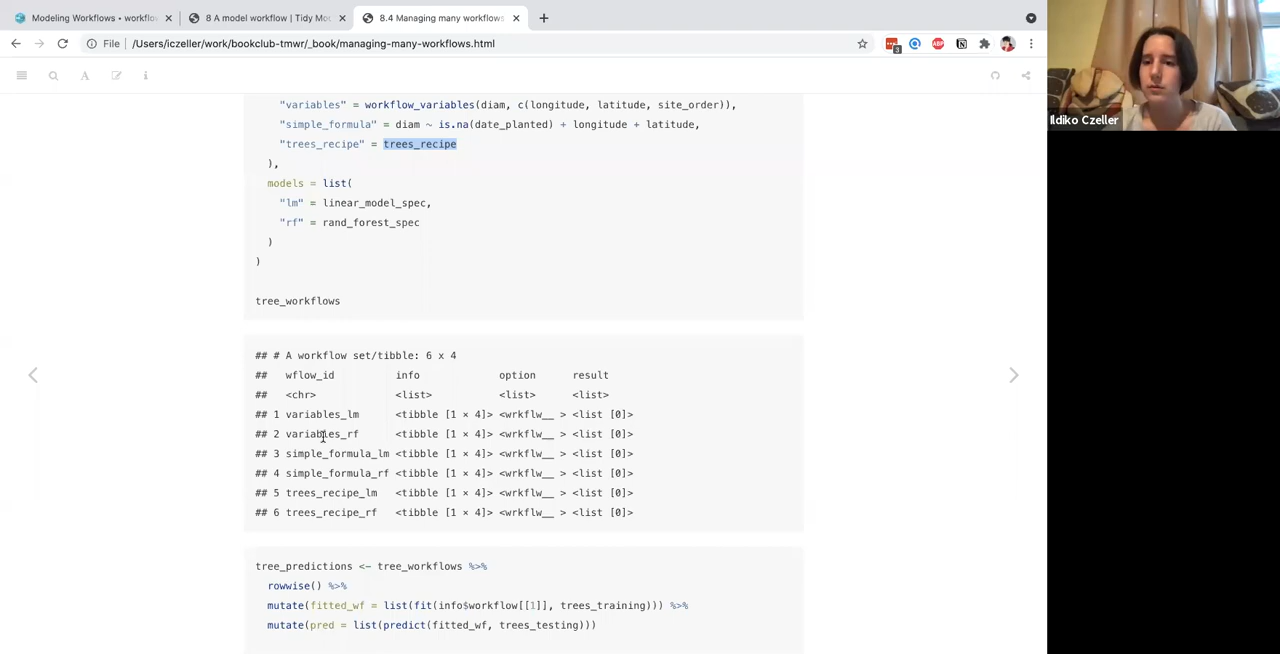 Modeling Workflows • workflow
8 A model workflow | Tidy Mo
8.4 Managing many workflows
File | /Users/iczeller/work/bookclub-tmwr/_book/managing-many-workflows.html
3
ABP
Ildiko Czeller
"variables" = workflow_variables(diam, c(longitude, latitude, site_order)),
"simple_formula" = diam ~ is.na(date_planted) + longitude + latitude,
"trees_recipe" = trees_recipe
),
models = list(
"lm" = linear_model_spec,
"rf" = rand_forest_spec
)
)
tree_workflows
## # A workflow set/tibble: 6 x 4
## wflow_id info option result
## <chr> <list> <list> <list>
## 1 variables_lm <tibble [1 × 4]> <wrkflw__ > <list [0]>
## 2 variables_rf <tibble [1 × 4]> <wrkflw__ > <list [0]>
## 3 simple_formula_lm <tibble [1 × 4]> <wrkflw__ > <list [0]>
## 4 simple_formula_rf <tibble [1 × 4]> <wrkflw__ > <list [0]>
## 5 trees_recipe_lm <tibble [1 × 4]> <wrkflw__ > <list [0]>
## 6 trees_recipe_rf <tibble [1 × 4]> <wrkflw__ > <list [0]>
tree_predictions <- tree_workflows %>%
rowwise() %>%
mutate(fitted_wf = list(fit(info$workflow[[1]], trees_training))) %>%
mutate(pred = list(predict(fitted_wf, trees_testing)))